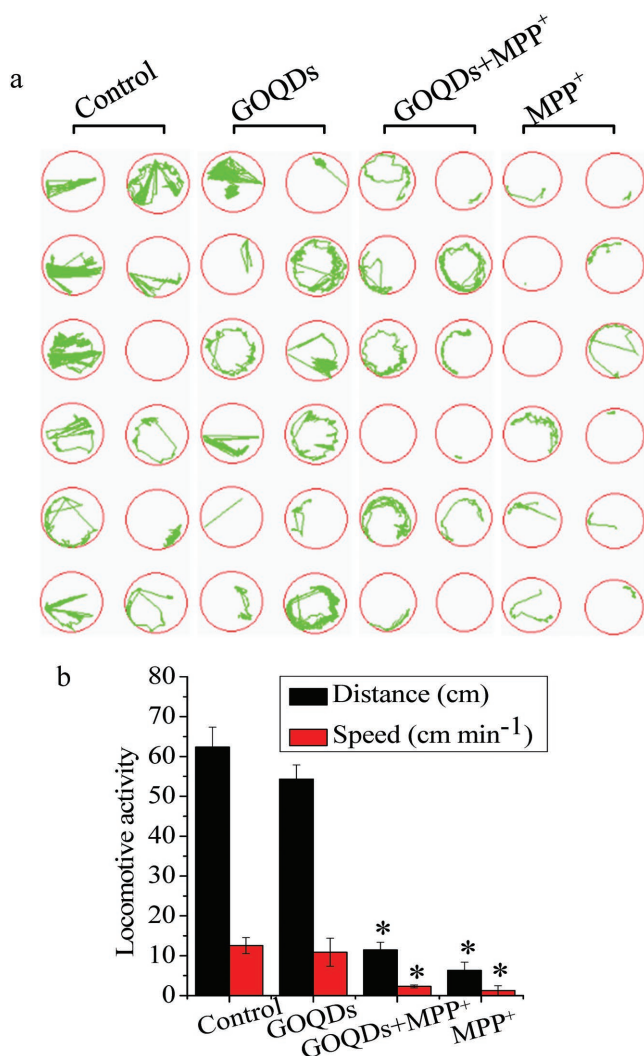 a
Control GOQDs GOQDs+MPP⁺ MPP⁺
b
80
70
60
50
40
30
20
10
0
Locomotive activity
Distance (cm)
Speed (cm min⁻¹)
* * * *
Control GOQDs GOQDs+MPP⁺ MPP⁺